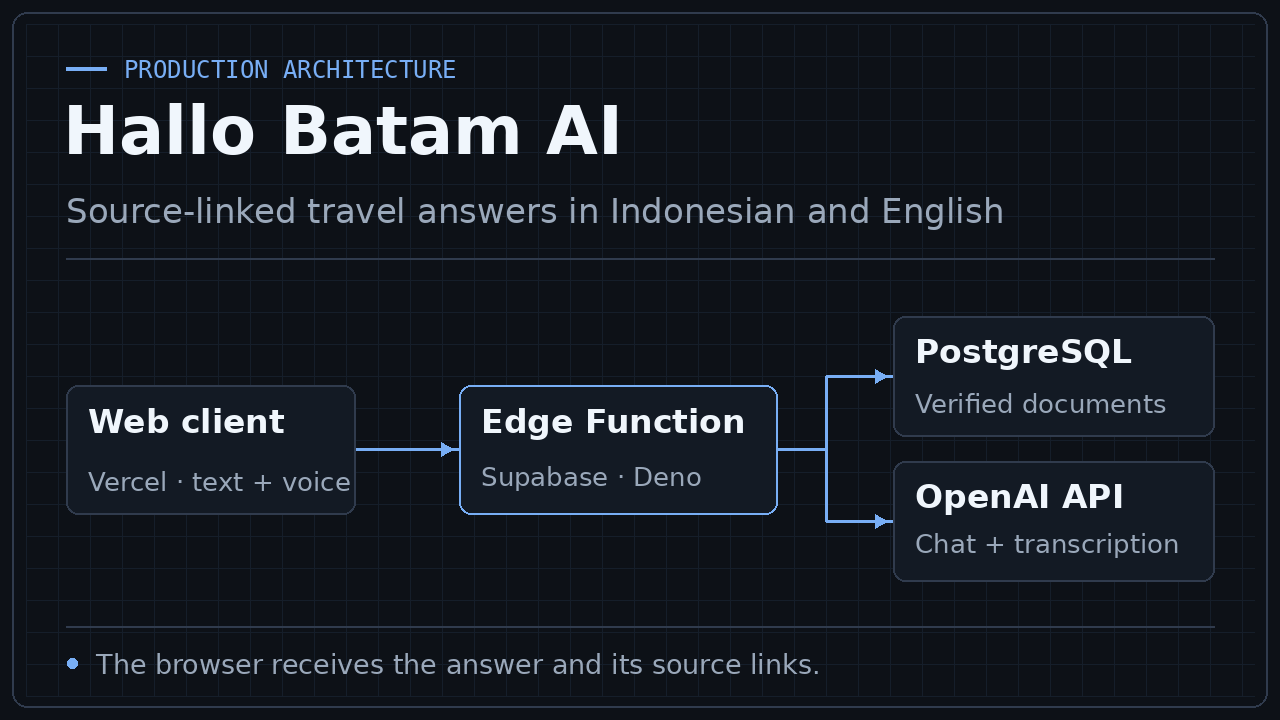 PRODUCTION ARCHITECTURE
Hallo Batam AI
Source-linked travel answers in Indonesian and English
Web client
Vercel · text + voice
Edge Function
Supabase · Deno
PostgreSQL
Verified documents
OpenAI API
Chat + transcription
The browser receives the answer and its source links.